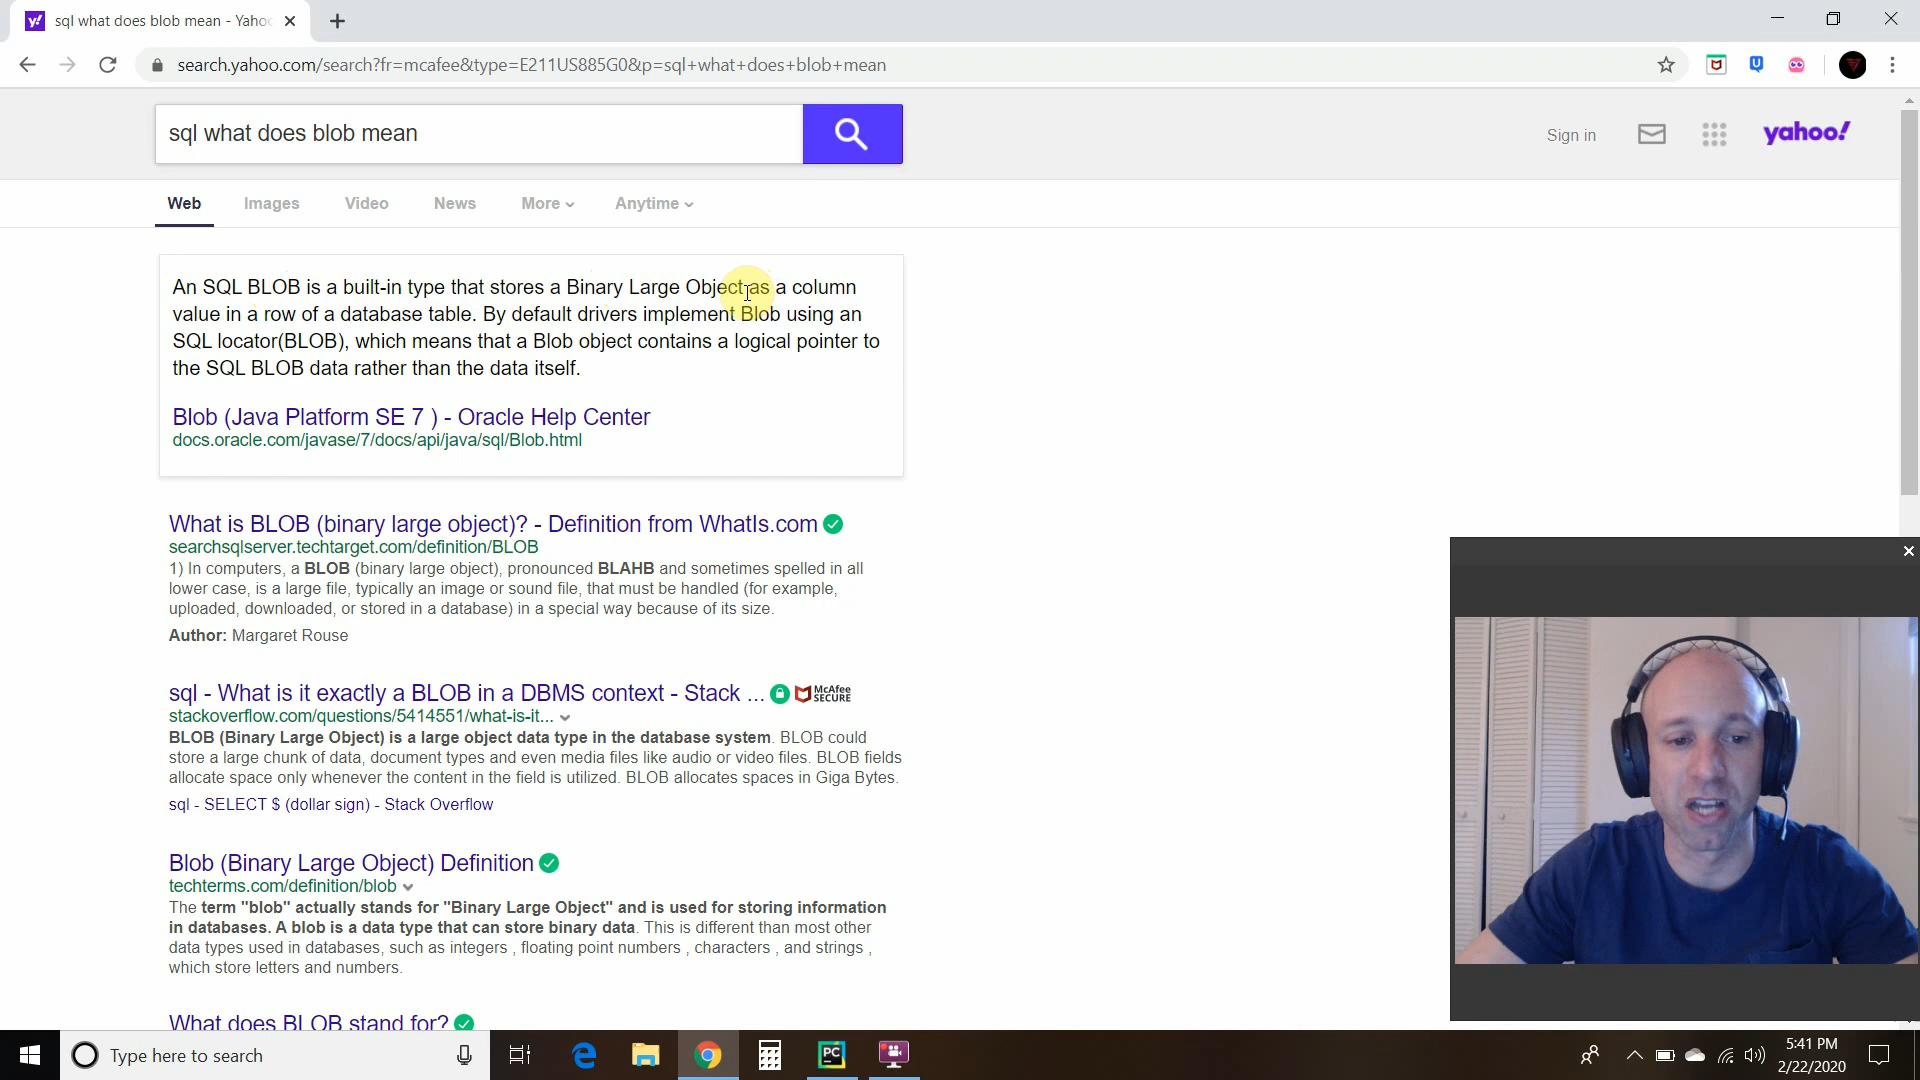 sql what does blob mean - Yaho
search.yahoo.com/search?fr=mcafee&type=E211US885G0&p=sql+what+does+blob+mean
sql what does blob mean
Sign in
yahoo!
Web Images Video News More Anytime
An SQL BLOB is a built-in type that stores a Binary Large Object as a column
value in a row of a database table. By default drivers implement Blob using an
SQL locator(BLOB), which means that a Blob object contains a logical pointer to
the SQL BLOB data rather than the data itself.
Blob (Java Platform SE 7 ) - Oracle Help Center
docs.oracle.com/javase/7/docs/api/java/sql/Blob.html
What is BLOB (binary large object)? - Definition from WhatIs.com
searchsqlserver.techtarget.com/definition/BLOB
1) In computers, a BLOB (binary large object), pronounced BLAHB and sometimes spelled in all
lower case, is a large file, typically an image or sound file, that must be handled (for example,
uploaded, downloaded, or stored in a database) in a special way because of its size.
Author: Margaret Rouse
sql - What is it exactly a BLOB in a DBMS context - Stack ... McAfee SECURE
stackoverflow.com/questions/5414551/what-is-it...
BLOB (Binary Large Object) is a large object data type in the database system. BLOB could
store a large chunk of data, document types and even media files like audio or video files. BLOB fields
allocate space only whenever the content in the field is utilized. BLOB allocates spaces in Giga Bytes.
sql - SELECT $ (dollar sign) - Stack Overflow
Blob (Binary Large Object) Definition
techterms.com/definition/blob
The term "blob" actually stands for "Binary Large Object" and is used for storing information
in databases. A blob is a data type that can store binary data. This is different than most other
data types used in databases, such as integers , floating point numbers , characters , and strings ,
which store letters and numbers.
What does BLOB stand for?
Type here to search
PC
5:41 PM
2/22/2020